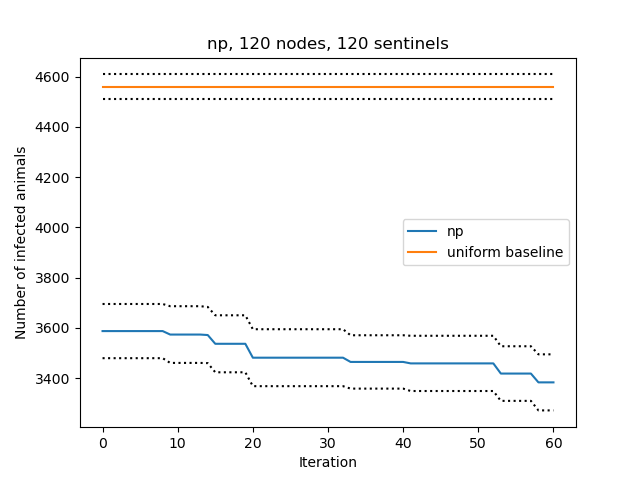 np, 120 nodes, 120 sentinels
Number of infected animals
4600
4400
4200
4000
3800
3600
3400
np
uniform baseline
0 10 20 30 40 50 60
Iteration